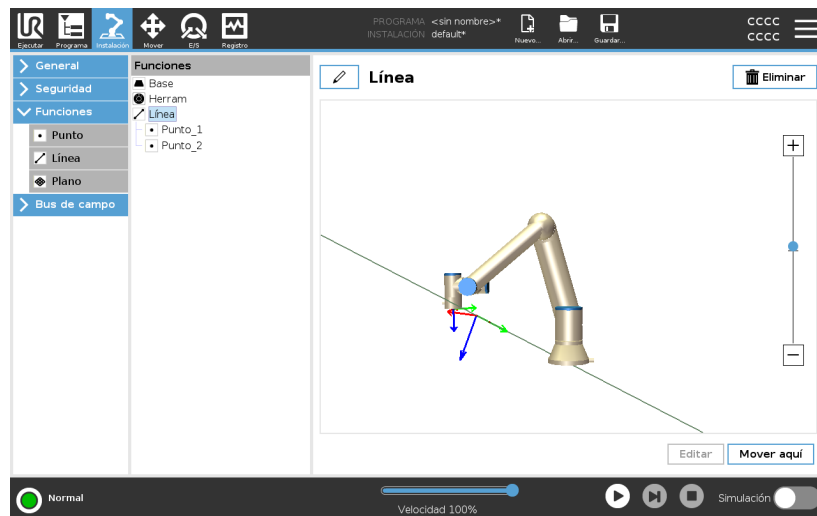 UR
PROGRAMA <sin nombre>*
INSTALACIÓN default*
CCCC
CCCC
Ejecutar Programa Instalación Mover E/S Registro Nuevo... Abrir... Guardar...
General
Seguridad
Funciones
Punto
Línea
Plano
Bus de campo
Funciones
Base
Herram
Línea
Punto_1
Punto_2
Línea
Eliminar
Editar Mover aquí
Normal
Velocidad 100%
Simulación